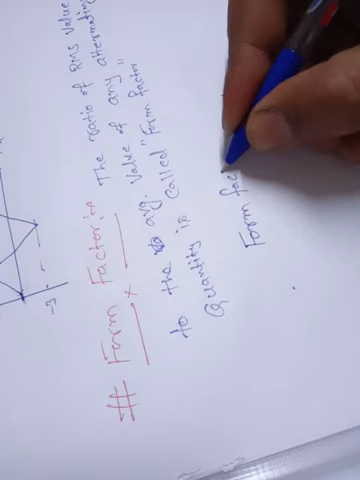 -3
# Form Factor:- The ratio of RMS value
to the avg. value of any alternating
Quantity is called "Form factor"
Form fac